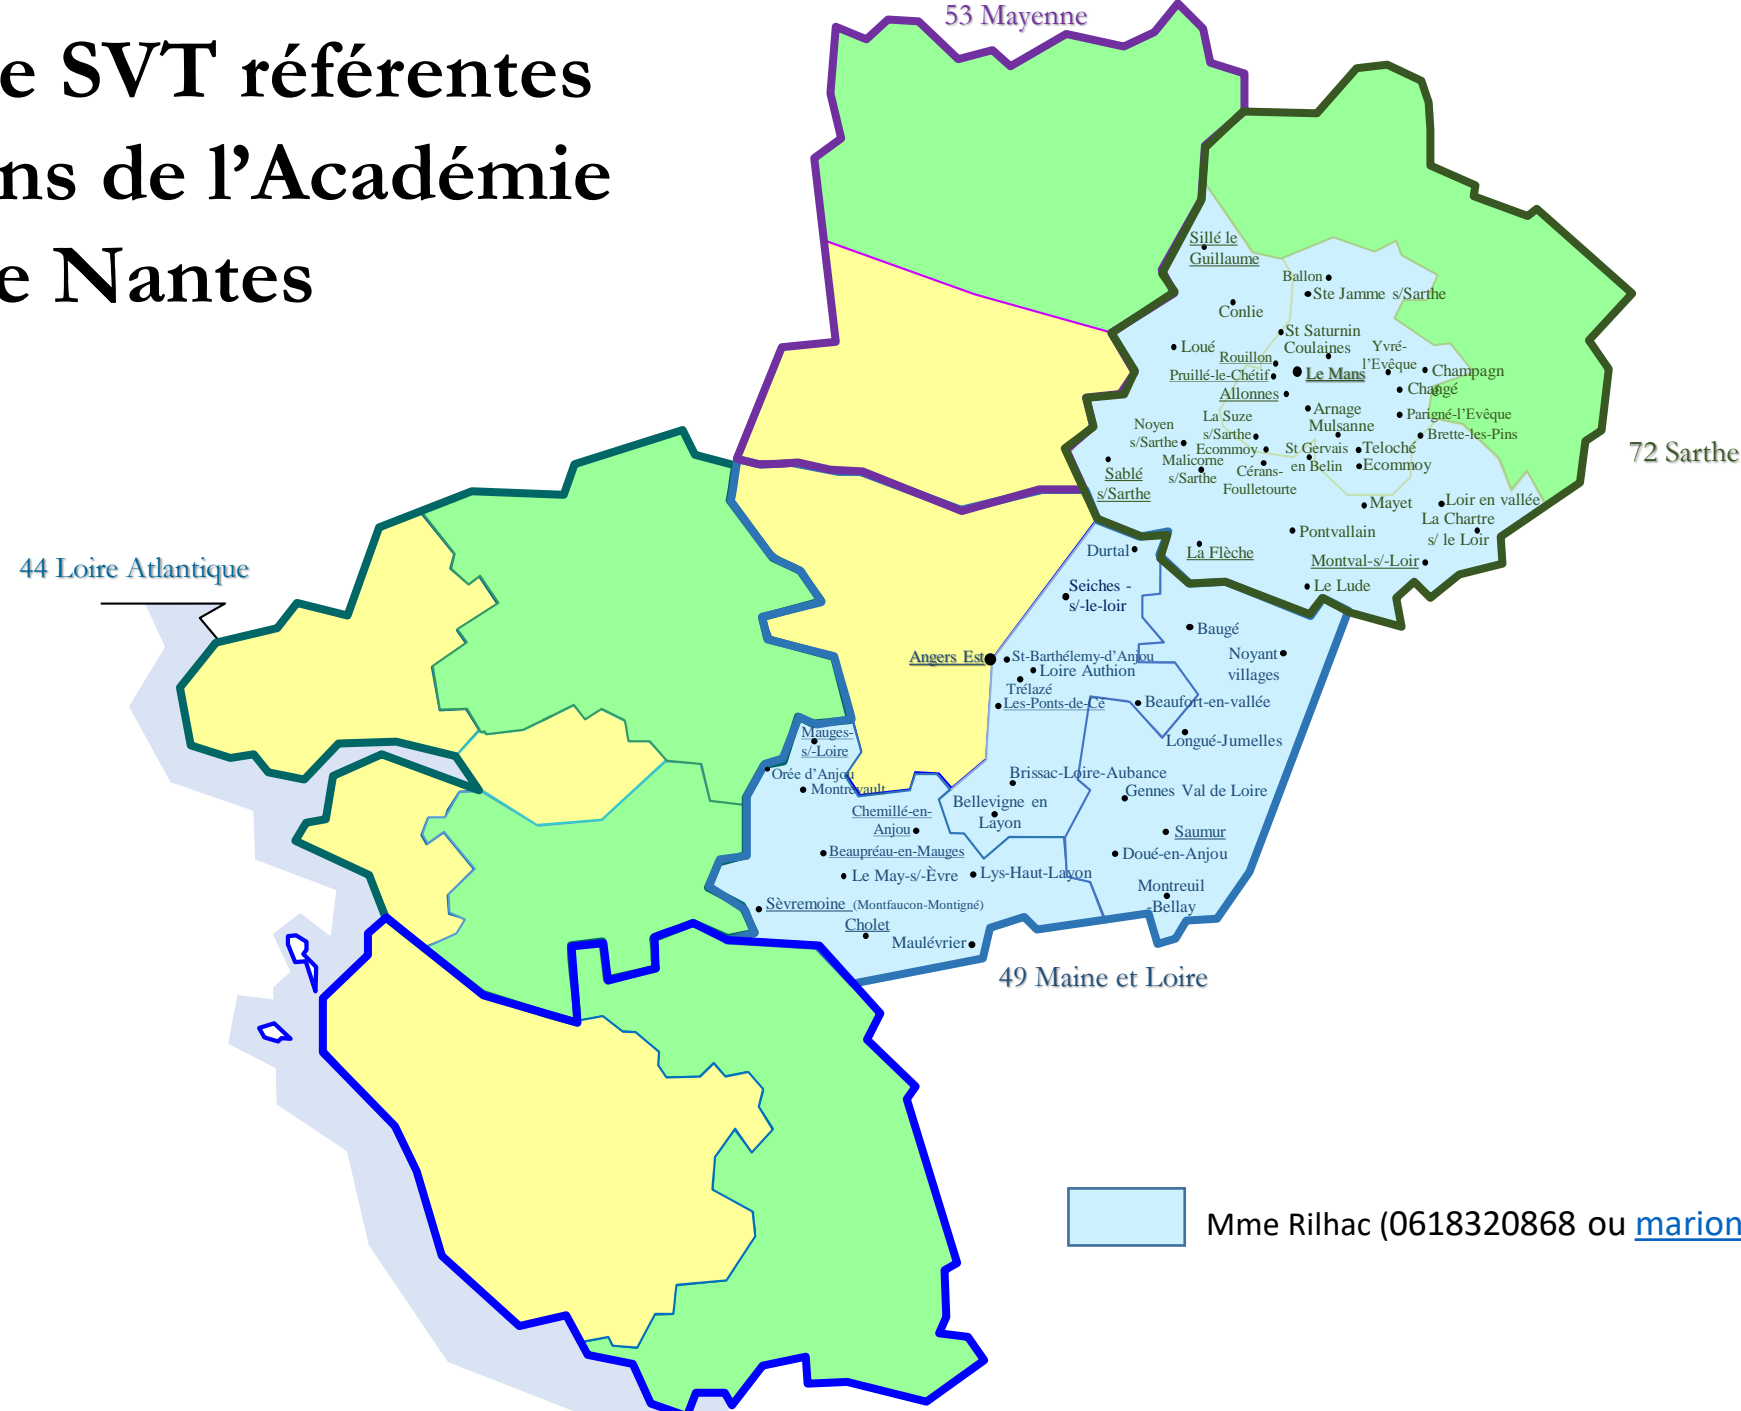 e SVT référentes
ns de l’Académie
e Nantes
53 Mayenne
72 Sarthe
44 Loire Atlantique
49 Maine et Loire
Sillé le
Guillaume
Ballon
Ste Jamme s/Sarthe
Conlie
St Saturnin
Coulaines
Loué
Rouillon
Yvré-
l’Evêque
Pruillé-le-Chétif
Le Mans
Champagn
Changé
Allonnes
Arnage
Parigné-l’Evêque
La Suze
s/Sarthe
Mulsanne
Noyen
s/Sarthe
Brette-les-Pins
Ecommoy
St Gervais
en Belin
Teloché
Ecommoy
Malicorne
s/Sarthe
Cérans-
Foulletourte
Sablé
s/Sarthe
Mayet
Loir en vallée
La Chartre
s/ le Loir
Pontvallain
La Flèche
Montval-s/-Loir
Le Lude
Durtal
Seiches -
s/-le-loir
Baugé
Noyant
villages
Angers Est
St-Barthélemy-d’Anjou
Loire Authion
Trélazé
Les-Ponts-de-Cé
Beaufort-en-vallée
Longué-Jumelles
Mauges-
s/-Loire
Orée d’Anjou
Montrevault
Brissac-Loire-Aubance
Gennes Val de Loire
Bellevigne en
Layon
Chemillé-en-
Anjou
Saumur
Beaupréau-en-Mauges
Doué-en-Anjou
Le May-s/-Èvre
Lys-Haut-Layon
Montreuil
-Bellay
Sèvremoine (Montfaucon-Montigné)
Cholet
Maulévrier
Mme Rilhac (0618320868 ou marion